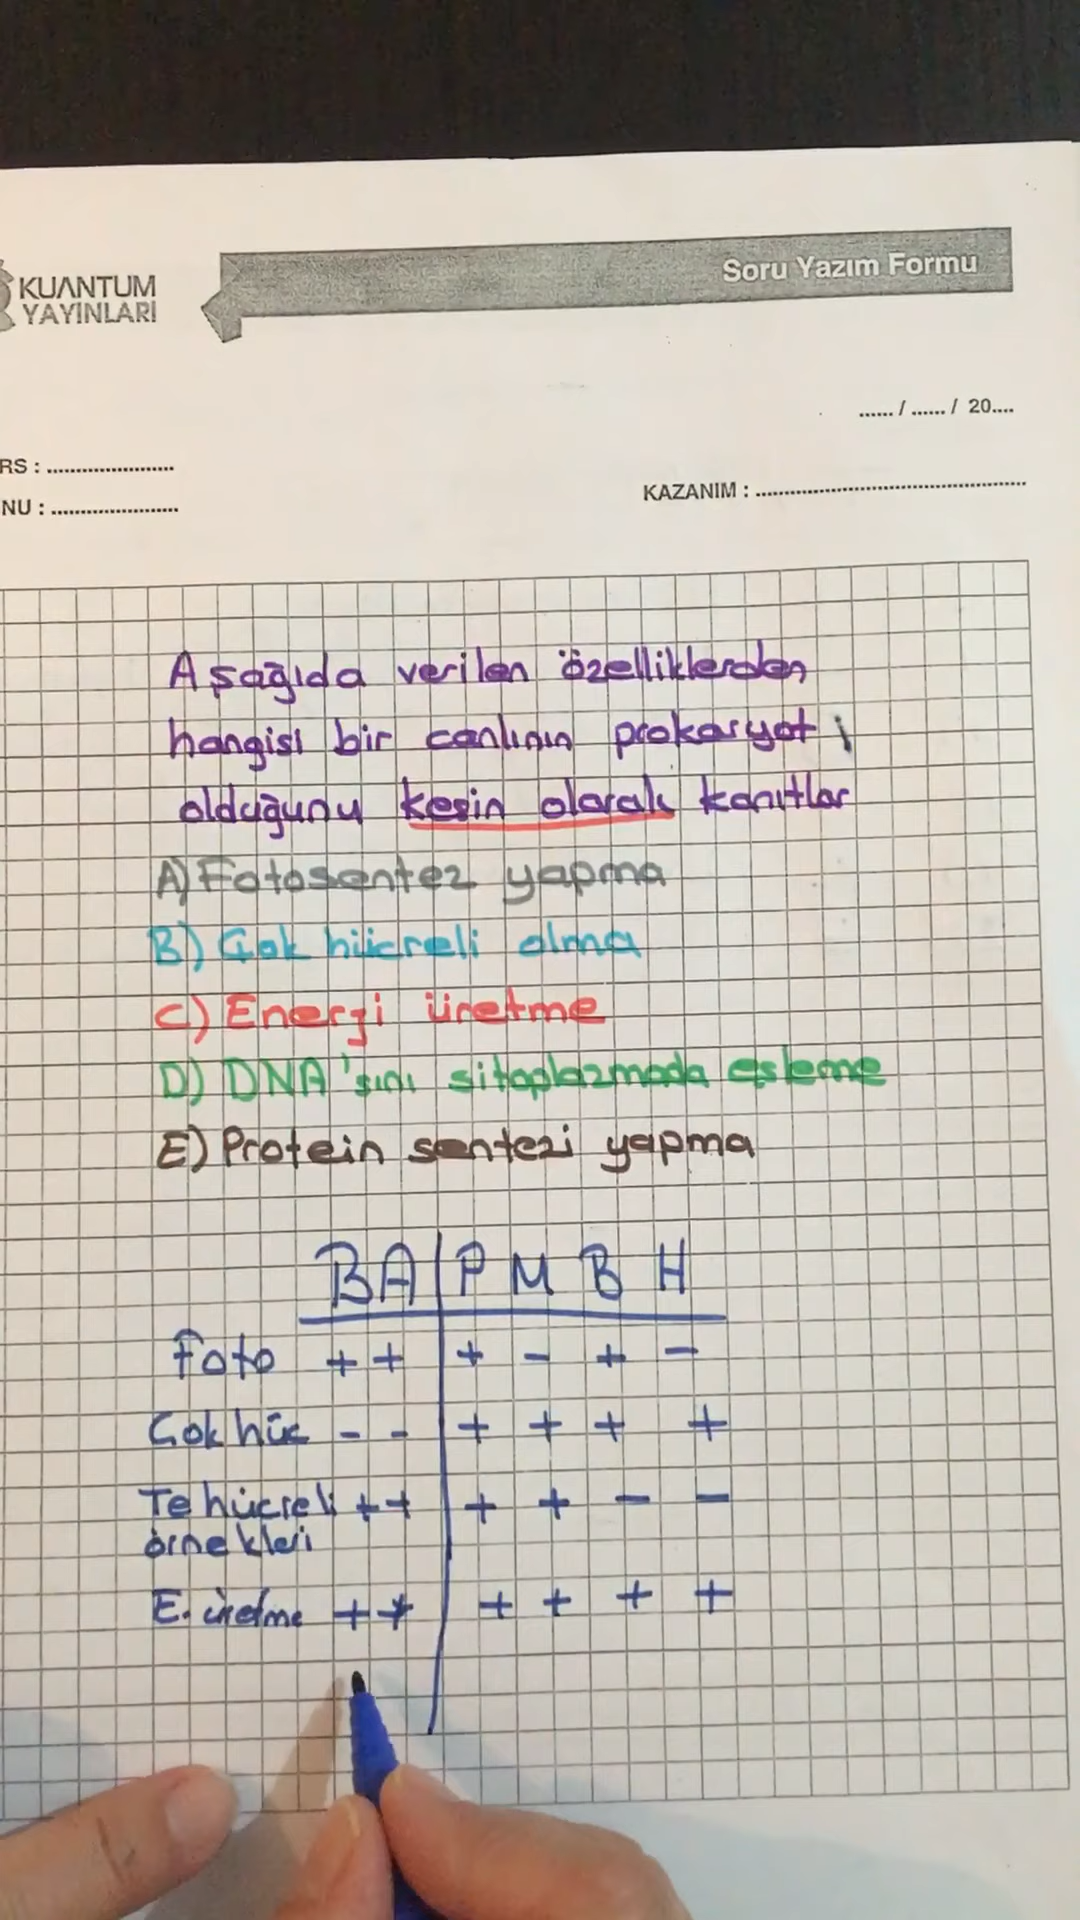 KUANTUM
YAYINLARI
Soru Yazım Formu
...... / ...... / 20....
RS : ......................
NU : ......................
KAZANIM : ..............................................
Aşağıda verilen özelliklerden
hangisi bir canlının prokaryot
olduğunu kesin olarak kanıtlar
A) Fotosentez yapma
B) Çok hücreli olma
C) Enerji üretme
D) DNA'sını sitoplazmada eşleme
E) Protein sentezi yapma
B A P M B H
Foto + + + - + -
Çok hüc - - + + + +
Te hücreli + + + + - -
örnekleri
E. üretme + + + + + +